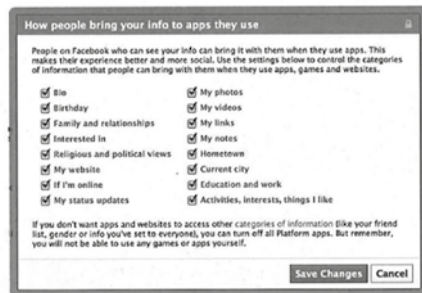 How people bring your info to apps they use
People on Facebook who can see your info can bring it with them when they use apps. This
makes their experience better and more social. Use the settings below to control the categories
of information that people can bring with them when they use apps, games and websites.
Bio
Birthday
Family and relationships
Interested in
Religious and political views
My website
If I'm online
My status updates
My photos
My videos
My links
My notes
Hometown
Current city
Education and work
Activities, interests, things I like
If you don't want apps and websites to access other categories of information (like your friend
list, gender or info you've set to everyone), you can turn off all Platform apps. But remember,
you will not be able to use any games or apps yourself.
Save Changes Cancel